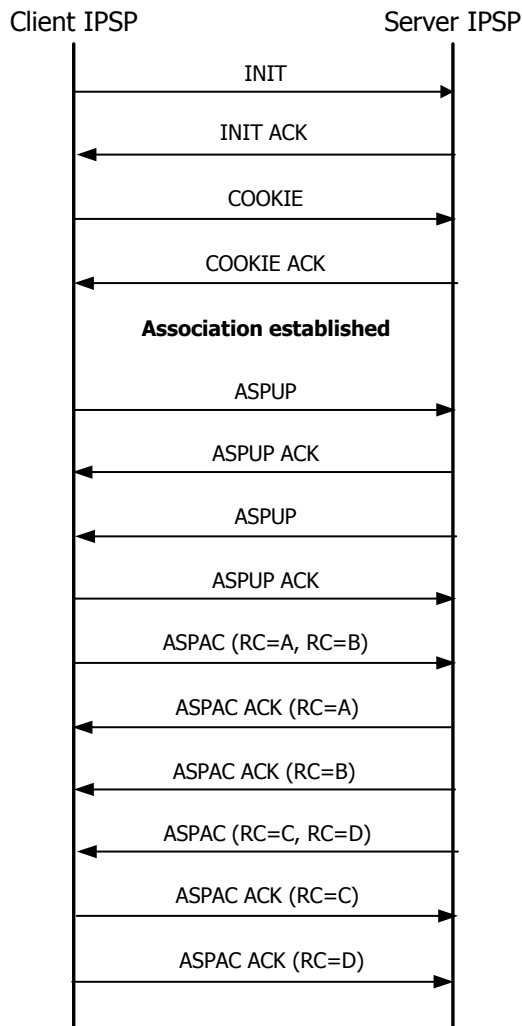 Client IPSP
Server IPSP
INIT
INIT ACK
COOKIE
COOKIE ACK
Association established
ASPUP
ASPUP ACK
ASPUP
ASPUP ACK
ASPAC (RC=A, RC=B)
ASPAC ACK (RC=A)
ASPAC ACK (RC=B)
ASPAC (RC=C, RC=D)
ASPAC ACK (RC=C)
ASPAC ACK (RC=D)